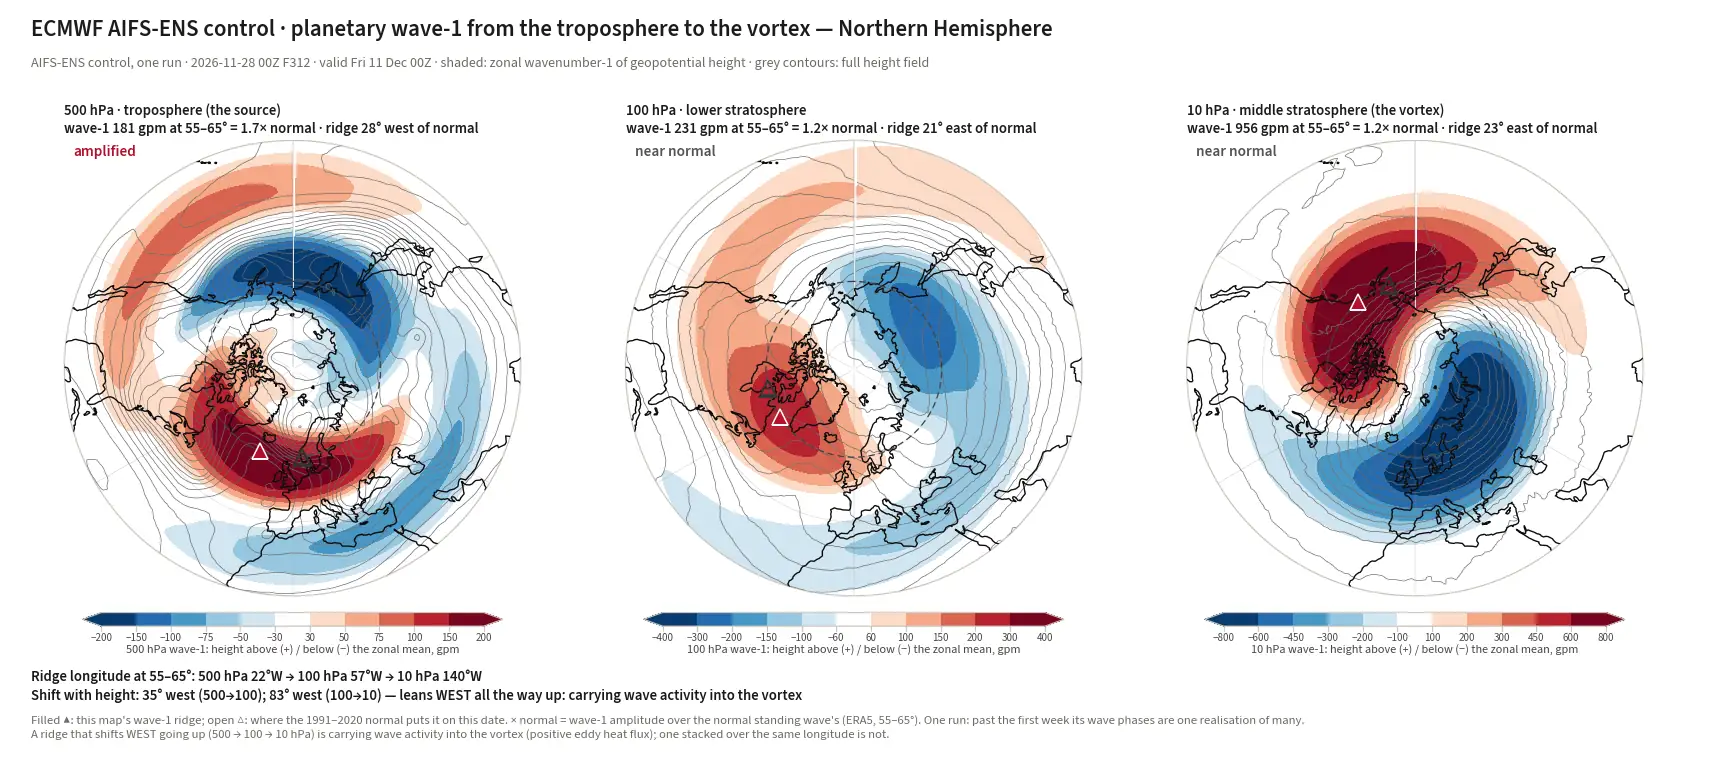 ECMWF AIFS-ENS control · planetary wave-1 from the troposphere to the vortex — Northern Hemisphere
AIFS-ENS control, one run · 2026-11-28 00Z F312 · valid Fri 11 Dec 00Z · shaded: zonal wavenumber-1 of geopotential height · grey contours: full height field
500 hPa · troposphere (the source)
wave-1 181 gpm at 55–65° = 1.7× normal · ridge 28° west of normal
amplified
100 hPa · lower stratosphere
wave-1 231 gpm at 55–65° = 1.2× normal · ridge 21° east of normal
near normal
10 hPa · middle stratosphere (the vortex)
wave-1 956 gpm at 55–65° = 1.2× normal · ridge 23° east of normal
near normal
−200 −150 −100 −75 −50 −30 30 50 75 100 150 200
500 hPa wave-1: height above (+) / below (−) the zonal mean, gpm
−400 −300 −200 −150 −100 −60 60 100 150 200 300 400
100 hPa wave-1: height above (+) / below (−) the zonal mean, gpm
−800 −600 −450 −300 −200 −100 100 200 300 450 600 800
10 hPa wave-1: height above (+) / below (−) the zonal mean, gpm
Ridge longitude at 55–65°: 500 hPa 22°W → 100 hPa 57°W → 10 hPa 140°W
Shift with height: 35° west (500→100); 83° west (100→10) — leans WEST all the way up: carrying wave activity into the vortex
Filled ▲: this map's wave-1 ridge; open △: where the 1991–2020 normal puts it on this date. × normal = wave-1 amplitude over the normal standing wave's (ERA5, 55–65°). One run: past the first week its wave phases are one realisation of many.
A ridge that shifts WEST going up (500 → 100 → 10 hPa) is carrying wave activity into the vortex (positive eddy heat flux); one stacked over the same longitude is not.